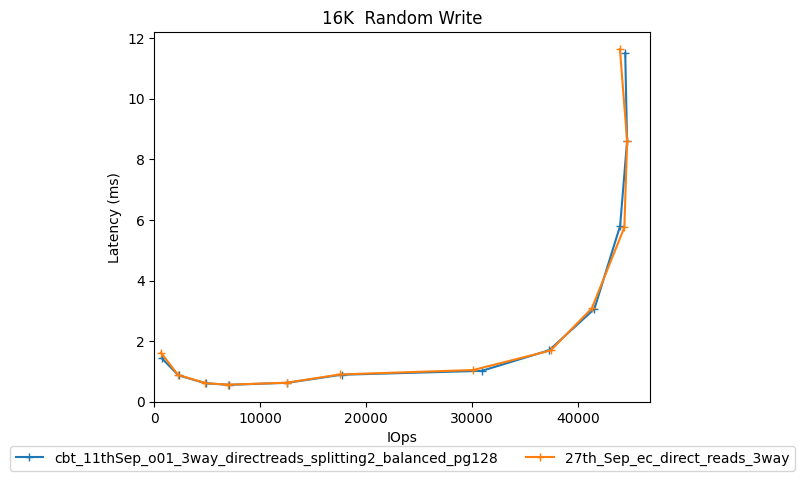 16K  Random Write
Latency (ms)
12
10
8
6
4
2
0
0 10000 20000 30000 40000
IOps
cbt_11thSep_o01_3way_directreads_splitting2_balanced_pg128 27th_Sep_ec_direct_reads_3way